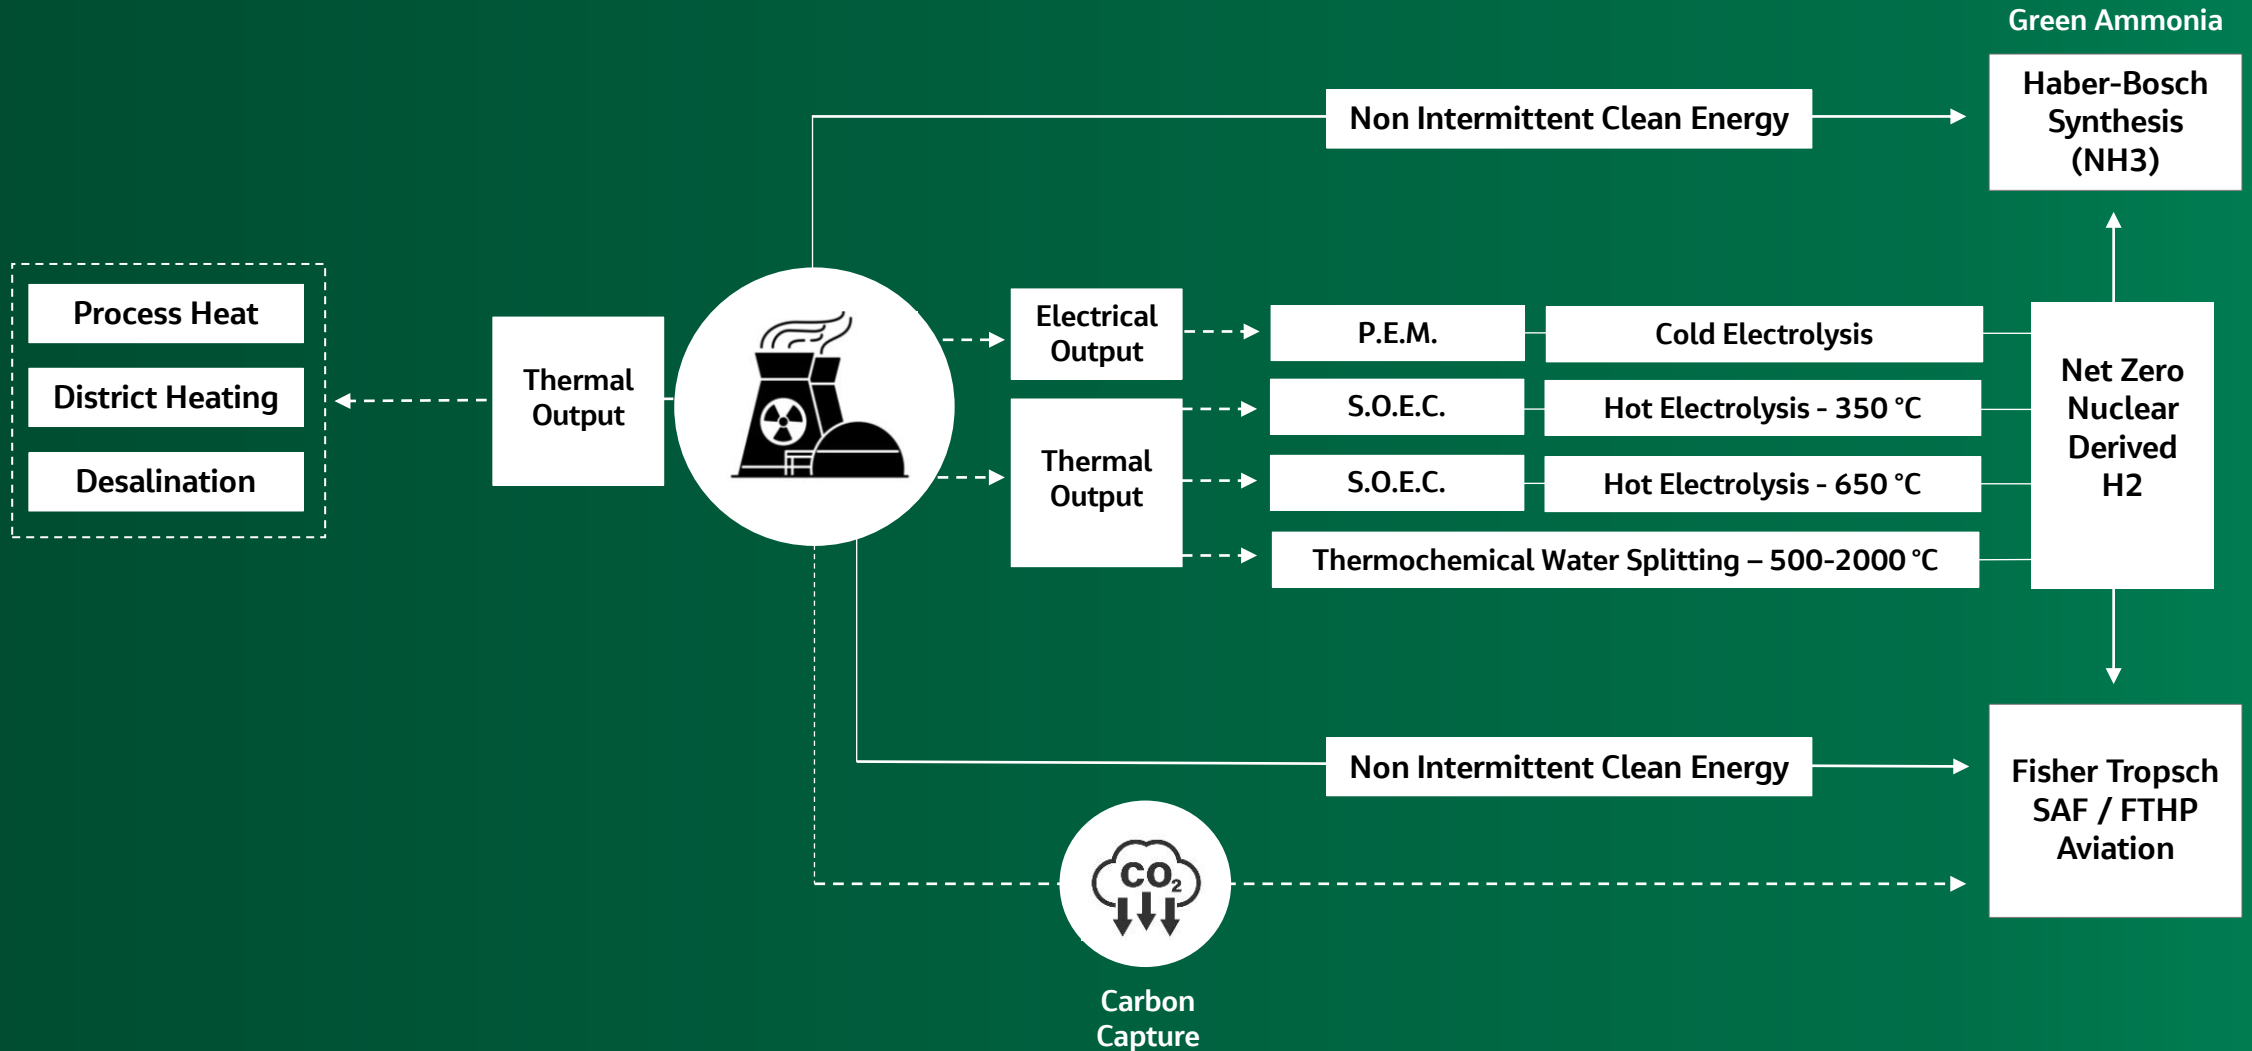 Green Ammonia
Haber-Bosch
Synthesis
(NH3)
Non Intermittent Clean Energy
Process Heat
District Heating
Desalination
Thermal
Output
Electrical
Output
Thermal
Output
P.E.M.
Cold Electrolysis
S.O.E.C.
Hot Electrolysis - 350 °C
S.O.E.C.
Hot Electrolysis - 650 °C
Thermochemical Water Splitting – 500-2000 °C
Net Zero
Nuclear
Derived
H2
Non Intermittent Clean Energy
Fisher Tropsch
SAF / FTHP
Aviation
CO₂
Carbon
Capture